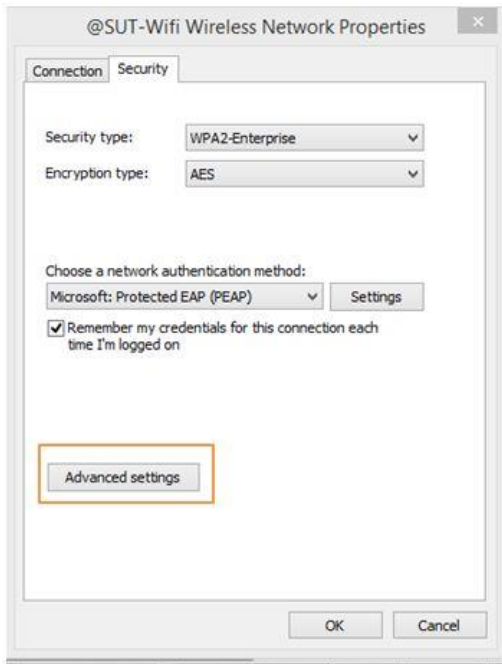 @SUT-Wifi Wireless Network Properties
Connection Security
Security type: WPA2-Enterprise
Encryption type: AES
Choose a network authentication method:
Microsoft: Protected EAP (PEAP) Settings
Remember my credentials for this connection each
time I'm logged on
Advanced settings
OK Cancel